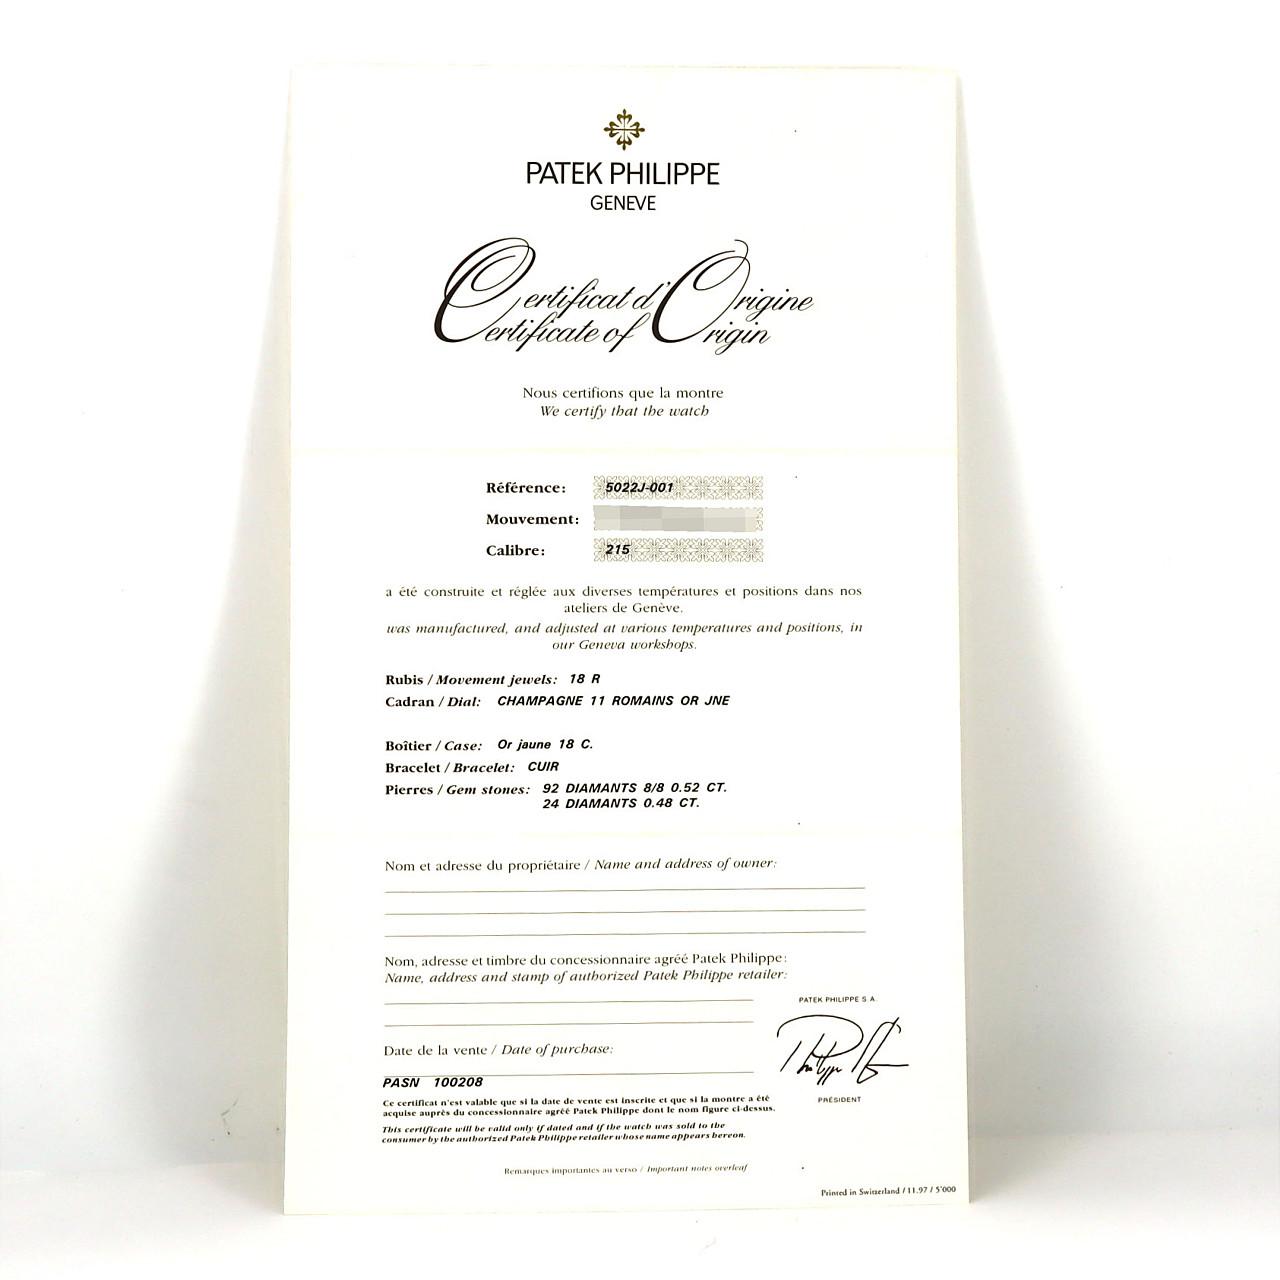 PATEK PHILIPPE
GENEVE
Certificat d'Origine
Certificate of Origin
Nous certifions que la montre
We certify that the watch
Référence: 5022J-001
Mouvement:
Calibre: 215
a été construite et réglée aux diverses températures et positions dans nos
ateliers de Genève.
was manufactured, and adjusted at various temperatures and positions, in
our Geneva workshops.
Rubis / Movement jewels: 18 R
Cadran / Dial: CHAMPAGNE 11 ROMAINS OR JNE
Boîtier / Case: Or jaune 18 C.
Bracelet / Bracelet: CUIR
Pierres / Gem stones: 92 DIAMANTS 8/8 0.52 CT.
24 DIAMANTS 0.48 CT.
Nom et adresse du propriétaire / Name and address of owner:
Nom, adresse et timbre du concessionnaire agréé Patek Philippe:
Name, address and stamp of authorized Patek Philippe retailer:
PATEK PHILIPPE S.A.
Date de la vente / Date of purchase:
PASN 100208
PRÉSIDENT
Ce certificat n'est valable que si la date de vente est inscrite et que si la montre a été
acquise auprès du concessionnaire agréé Patek Philippe dont le nom figure ci-dessus.
This certificate will be valid only if dated and if the watch was sold to the
consumer by the authorized Patek Philippe retailer whose name appears hereon.
Remarques importantes au verso / Important notes overleaf
Printed in Switzerland / 11.97 / 5'000